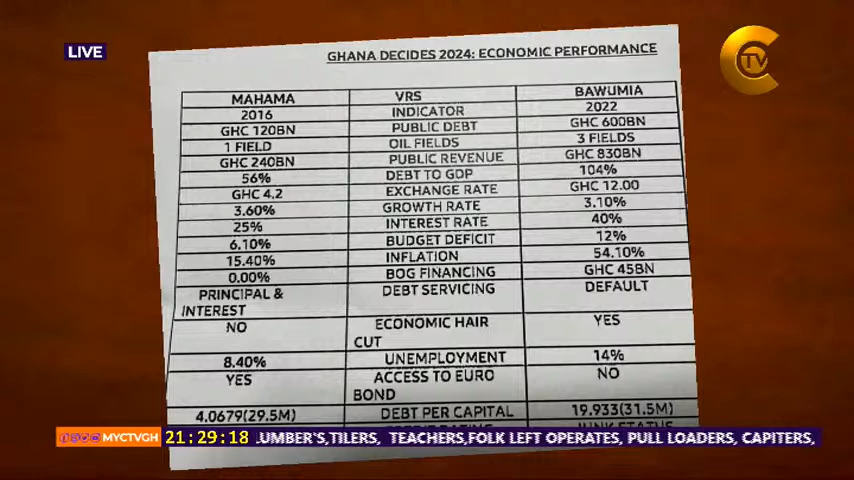 LIVE
GHANA DECIDES 2024: ECONOMIC PERFORMANCE
CTV
MAHAMA VRS BAWUMIA
2016 INDICATOR 2022
GHC 120BN PUBLIC DEBT GHC 600BN
1 FIELD OIL FIELDS 3 FIELDS
GHC 240BN PUBLIC REVENUE GHC 830BN
56% DEBT TO GDP 104%
GHC 4.2 EXCHANGE RATE GHC 12.00
3.60% GROWTH RATE 3.10%
25% INTEREST RATE 40%
6.10% BUDGET DEFICIT 12%
15.40% INFLATION 54.10%
0.00% BOG FINANCING GHC 45BN
PRINCIPAL & INTEREST DEBT SERVICING DEFAULT
NO ECONOMIC HAIR CUT YES
8.40% UNEMPLOYMENT 14%
YES ACCESS TO EURO BOND NO
4.0679(29.5M) DEBT PER CAPITAL 19.933(31.5M)
JUNK STATUS
MYCTVGH 21:29:18 .UMBER`S,TILERS, TEACHERS,FOLK LEFT OPERATES, PULL LOADERS, CAPITERS,